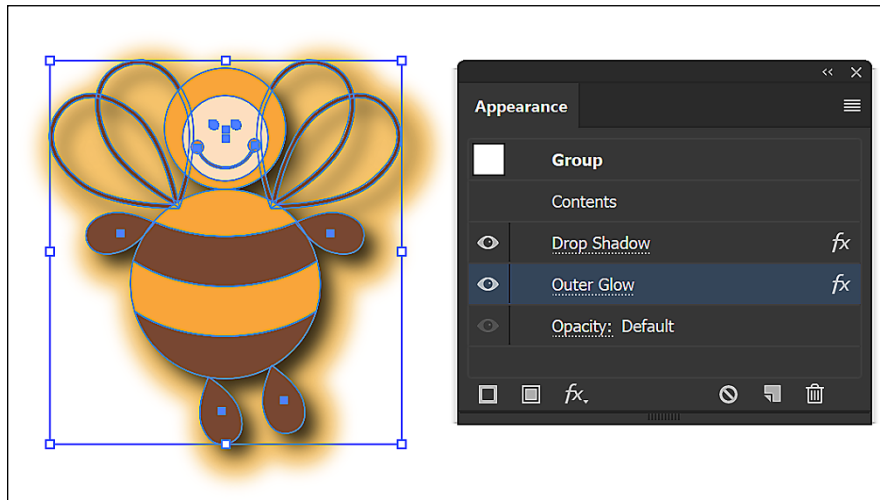 Appearance
Group
Contents
Drop Shadow fx
Outer Glow fx
Opacity: Default
fx